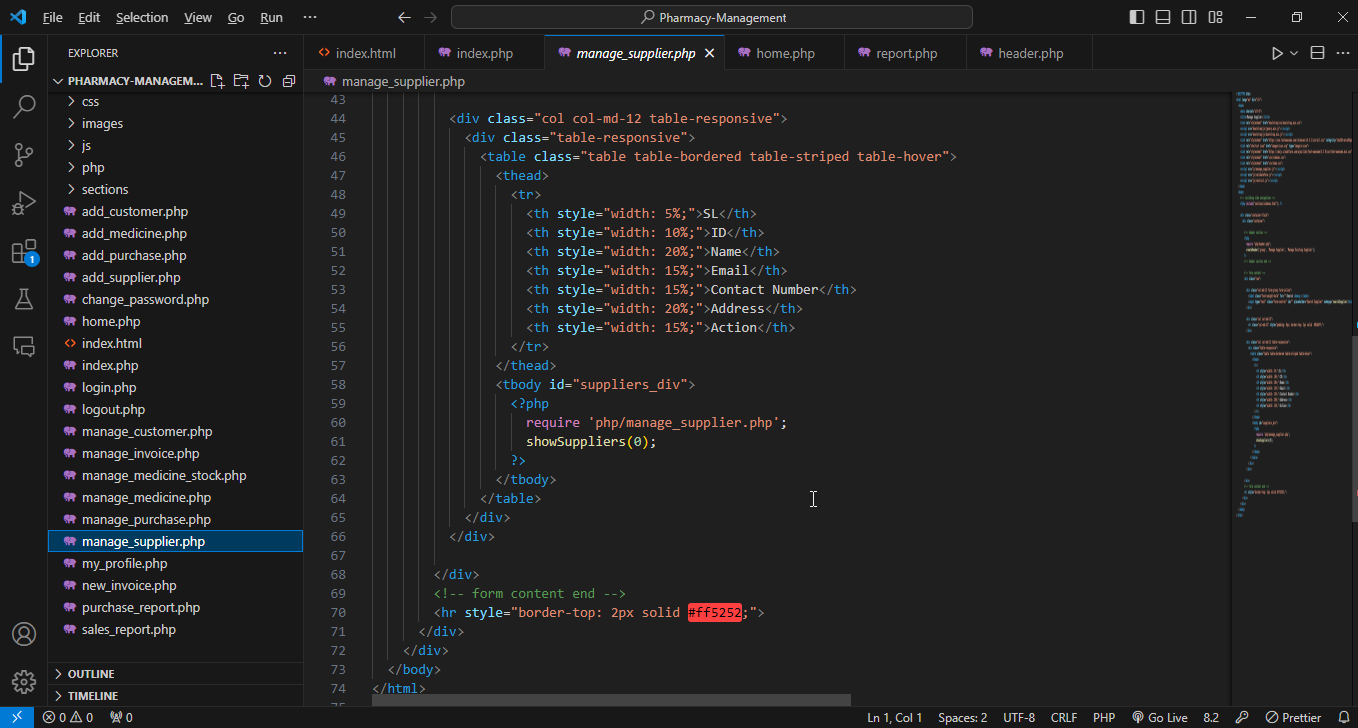 File Edit Selection View Go Run ··· Pharmacy-Management
EXPLORER ···
PHARMACY-MANAGEM...
css
images
js
php
sections
add_customer.php
add_medicine.php
add_purchase.php
add_supplier.php
change_password.php
home.php
index.html
index.php
login.php
logout.php
manage_customer.php
manage_invoice.php
manage_medicine_stock.php
manage_medicine.php
manage_purchase.php
manage_supplier.php
my_profile.php
new_invoice.php
purchase_report.php
sales_report.php
OUTLINE
TIMELINE
1
index.html index.php manage_supplier.php home.php report.php header.php
manage_supplier.php
43
44 <div class="col col-md-12 table-responsive">
45 <div class="table-responsive">
46 <table class="table table-bordered table-striped table-hover">
47 <thead>
48 <tr>
49 <th style="width: 5%;">SL</th>
50 <th style="width: 10%;">ID</th>
51 <th style="width: 20%;">Name</th>
52 <th style="width: 15%;">Email</th>
53 <th style="width: 15%;">Contact Number</th>
54 <th style="width: 20%;">Address</th>
55 <th style="width: 15%;">Action</th>
56 </tr>
57 </thead>
58 <tbody id="suppliers_div">
59 <?php
60 require 'php/manage_supplier.php';
61 showSuppliers(0);
62 ?>
63 </tbody>
64 </table>
65 </div>
66 </div>
67
68 </div>
69 <!-- form content end -->
70 <hr style="border-top: 2px solid #ff5252;">
71 </div>
72 </div>
73 </body>
74 </html>
75
0 0 0 Ln 1, Col 1 Spaces: 2 UTF-8 CRLF PHP Go Live 8.2 Prettier